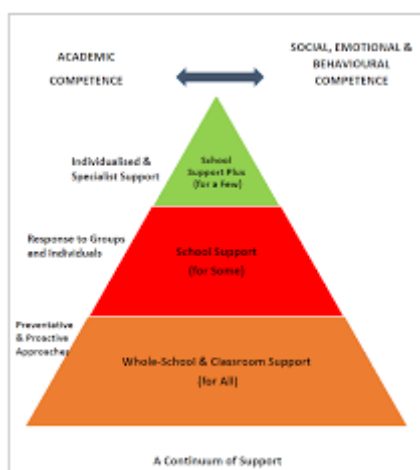 ACADEMIC
COMPETENCE
SOCIAL, EMOTIONAL &
BEHAVIOURAL
COMPETENCE
Individualised &
Specialist Support
School
Support Plus
(for a Few)
Response to Groups
and Individuals
School Support
(for Some)
Preventative
& Proactive
Approaches
Whole-School & Classroom Support
(for All)
A Continuum of Support